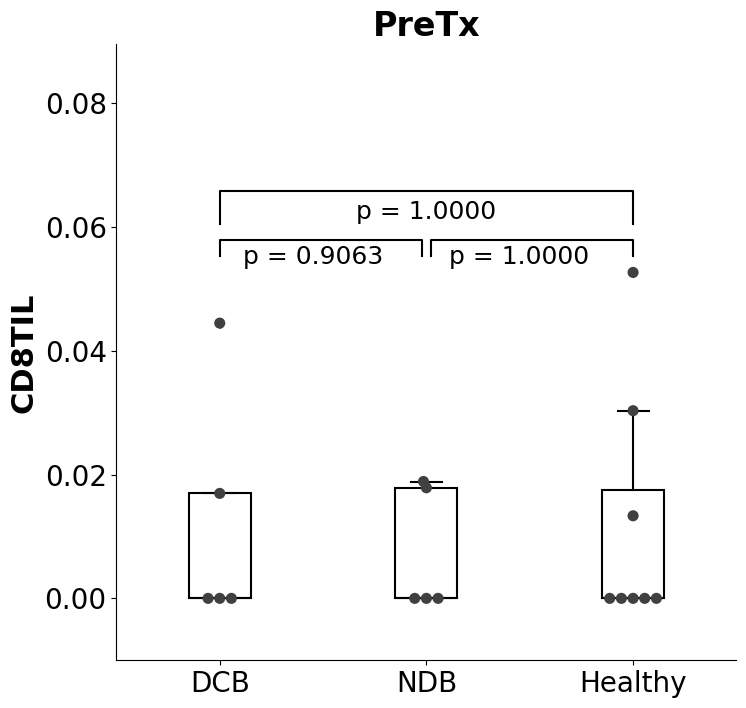 PreTx
CD8TIL
0.08
0.06
0.04
0.02
0.00
p = 1.0000
p = 0.9063
p = 1.0000
DCB
NDB
Healthy